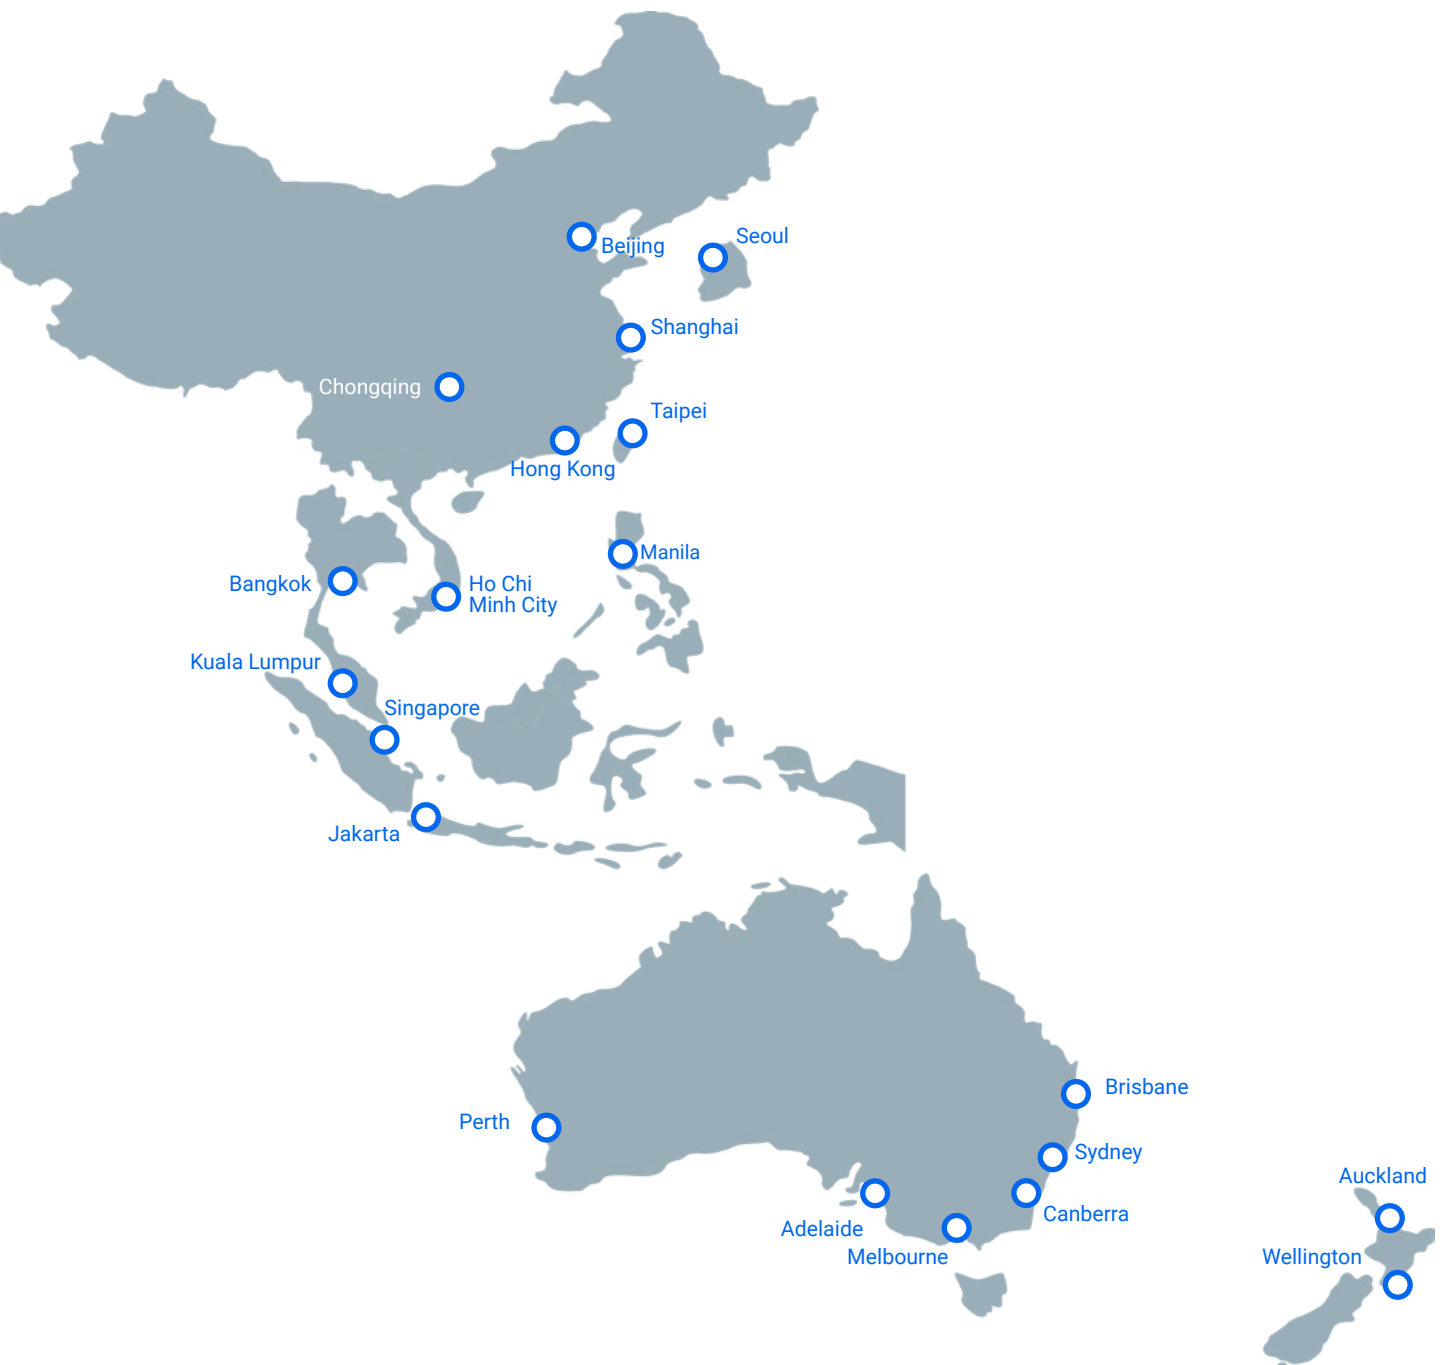 Seoul
Beijing
Shanghai
Chongqing
Taipei
Hong Kong
Manila
Bangkok
Ho Chi
Minh City
Kuala Lumpur
Singapore
Jakarta
Brisbane
Perth
Sydney
Auckland
Canberra
Adelaide
Melbourne
Wellington